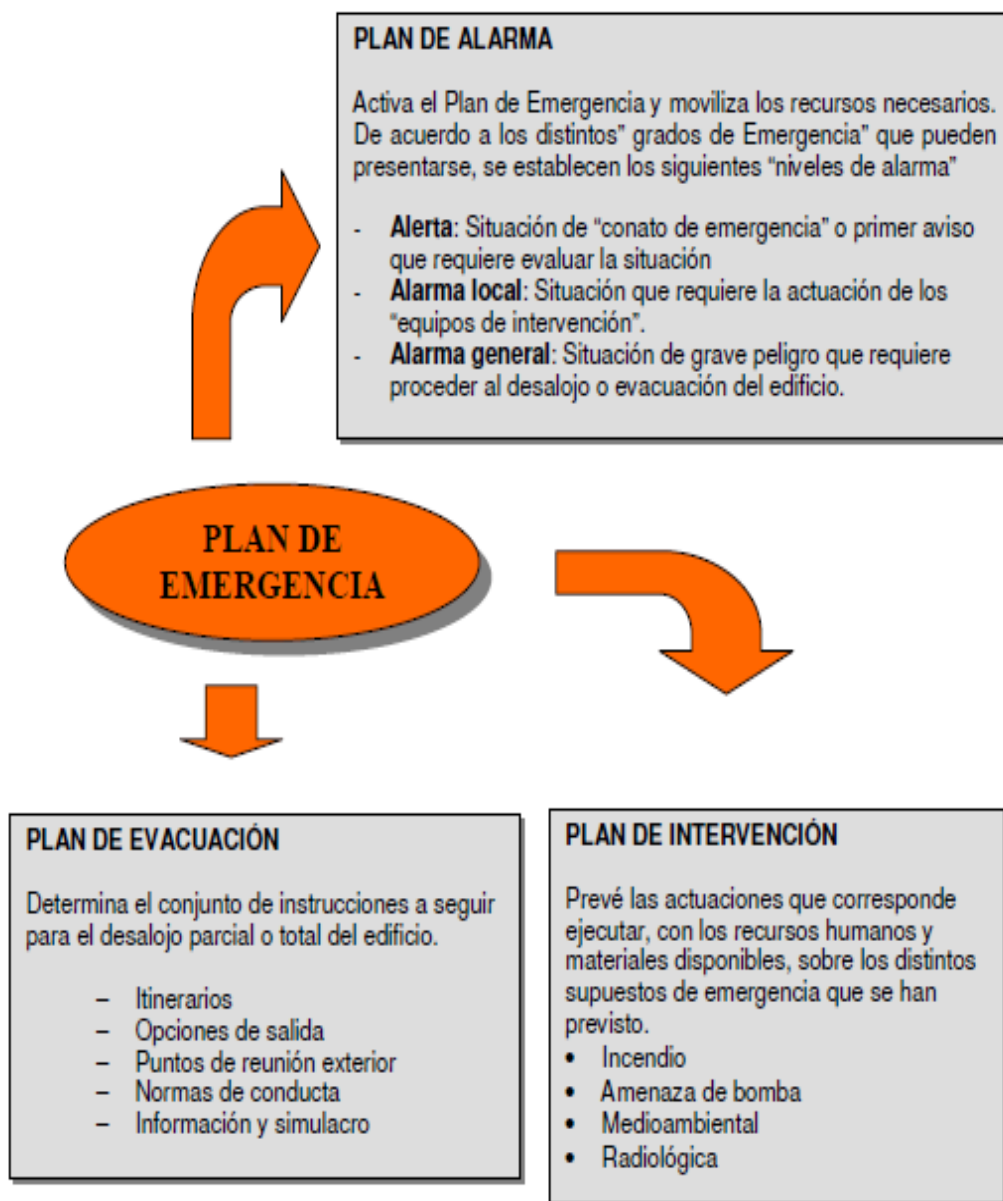 PLAN DE ALARMA
Activa el Plan de Emergencia y moviliza los recursos necesarios.
De acuerdo a los distintos” grados de Emergencia” que pueden
presentarse, se establecen los siguientes “niveles de alarma”
- Alerta: Situación de “conato de emergencia” o primer aviso
que requiere evaluar la situación
- Alarma local: Situación que requiere la actuación de los
“equipos de intervención”.
- Alarma general: Situación de grave peligro que requiere
proceder al desalojo o evacuación del edificio.
PLAN DE
EMERGENCIA
PLAN DE EVACUACIÓN
Determina el conjunto de instrucciones a seguir
para el desalojo parcial o total del edificio.
– Itinerarios
– Opciones de salida
– Puntos de reunión exterior
– Normas de conducta
– Información y simulacro
PLAN DE INTERVENCIÓN
Prevé las actuaciones que corresponde
ejecutar, con los recursos humanos y
materiales disponibles, sobre los distintos
supuestos de emergencia que se han
previsto.
• Incendio
• Amenaza de bomba
• Medioambiental
• Radiológica